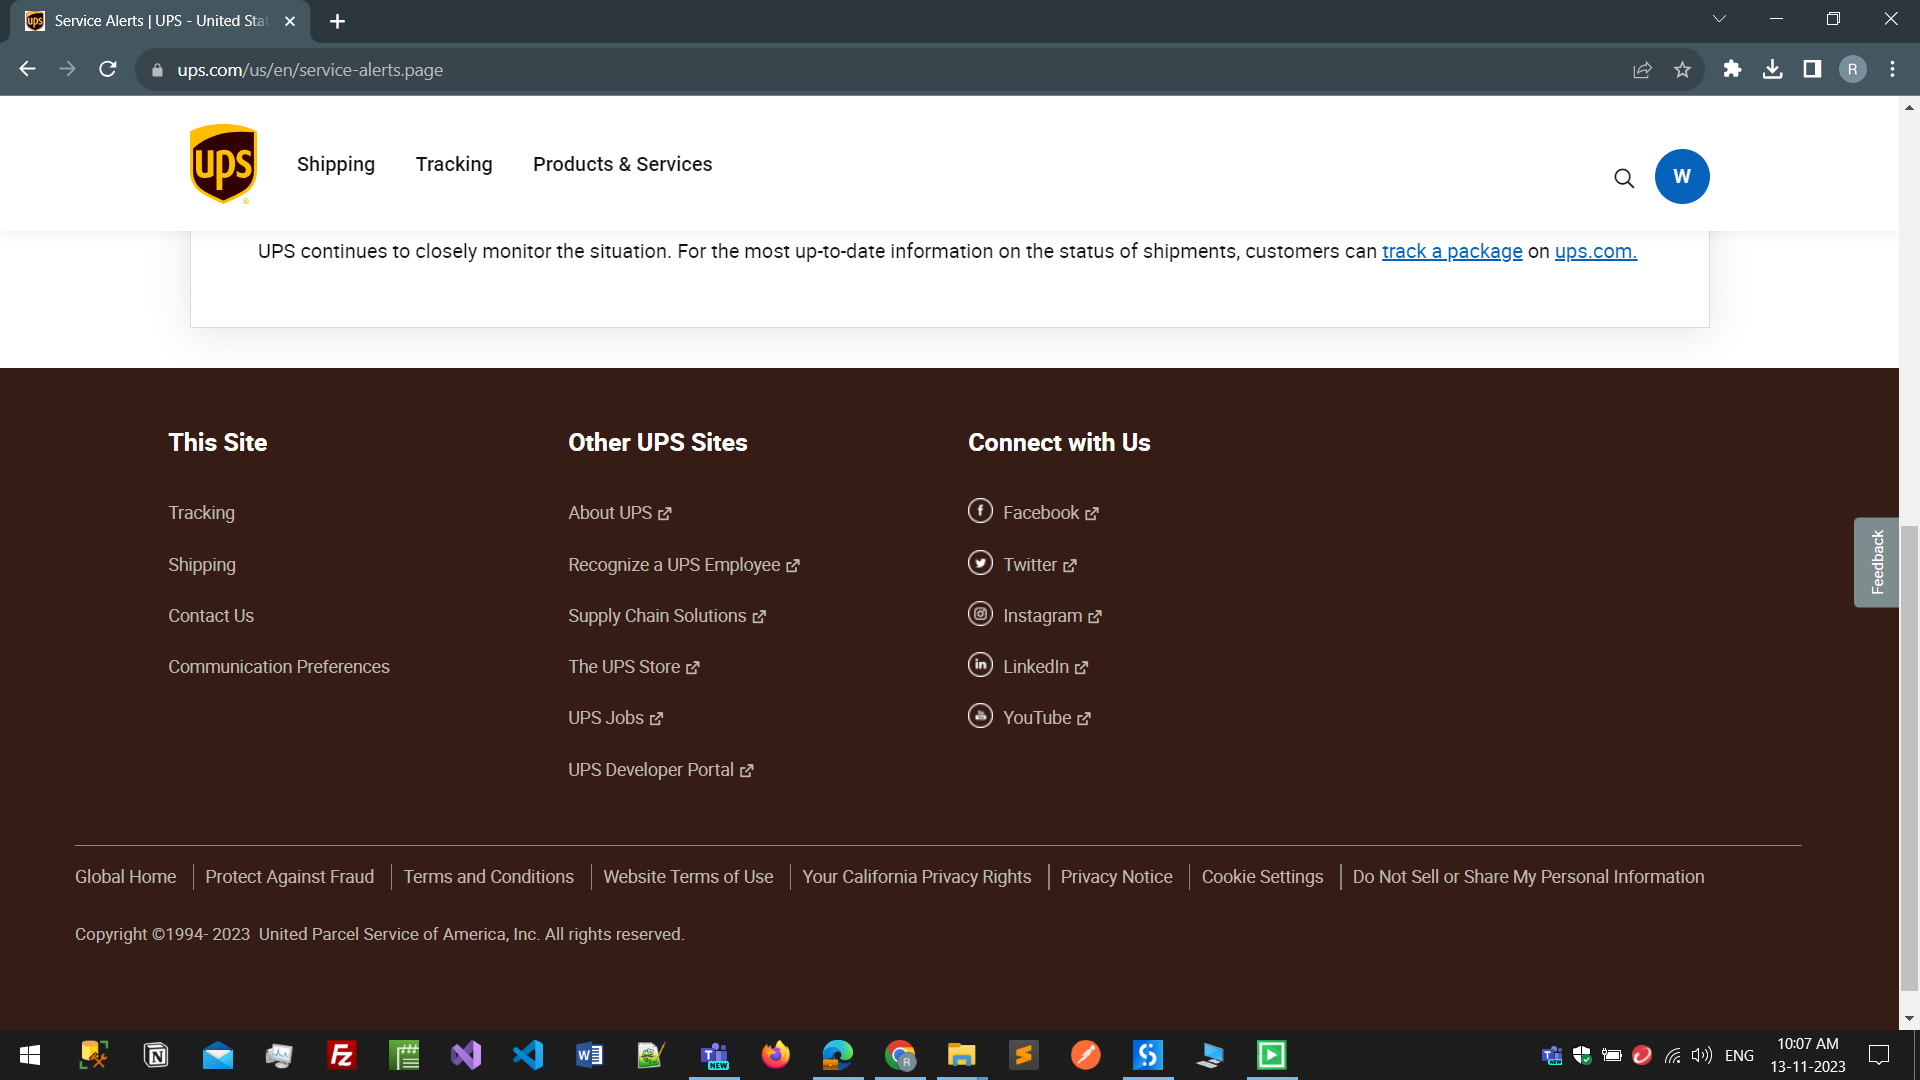 Service Alerts | UPS - United Stat
ups.com/us/en/service-alerts.page
R
ups
Shipping
Tracking
Products & Services
W
UPS continues to closely monitor the situation. For the most up-to-date information on the status of shipments, customers can track a package on ups.com.
This Site
Tracking
Shipping
Contact Us
Communication Preferences
Other UPS Sites
About UPS
Recognize a UPS Employee
Supply Chain Solutions
The UPS Store
UPS Jobs
UPS Developer Portal
Connect with Us
Facebook
Twitter
Instagram
LinkedIn
YouTube
Feedback
Global Home
Protect Against Fraud
Terms and Conditions
Website Terms of Use
Your California Privacy Rights
Privacy Notice
Cookie Settings
Do Not Sell or Share My Personal Information
Copyright ©1994- 2023 United Parcel Service of America, Inc. All rights reserved.
NEW
ENG
10:07 AM
13-11-2023